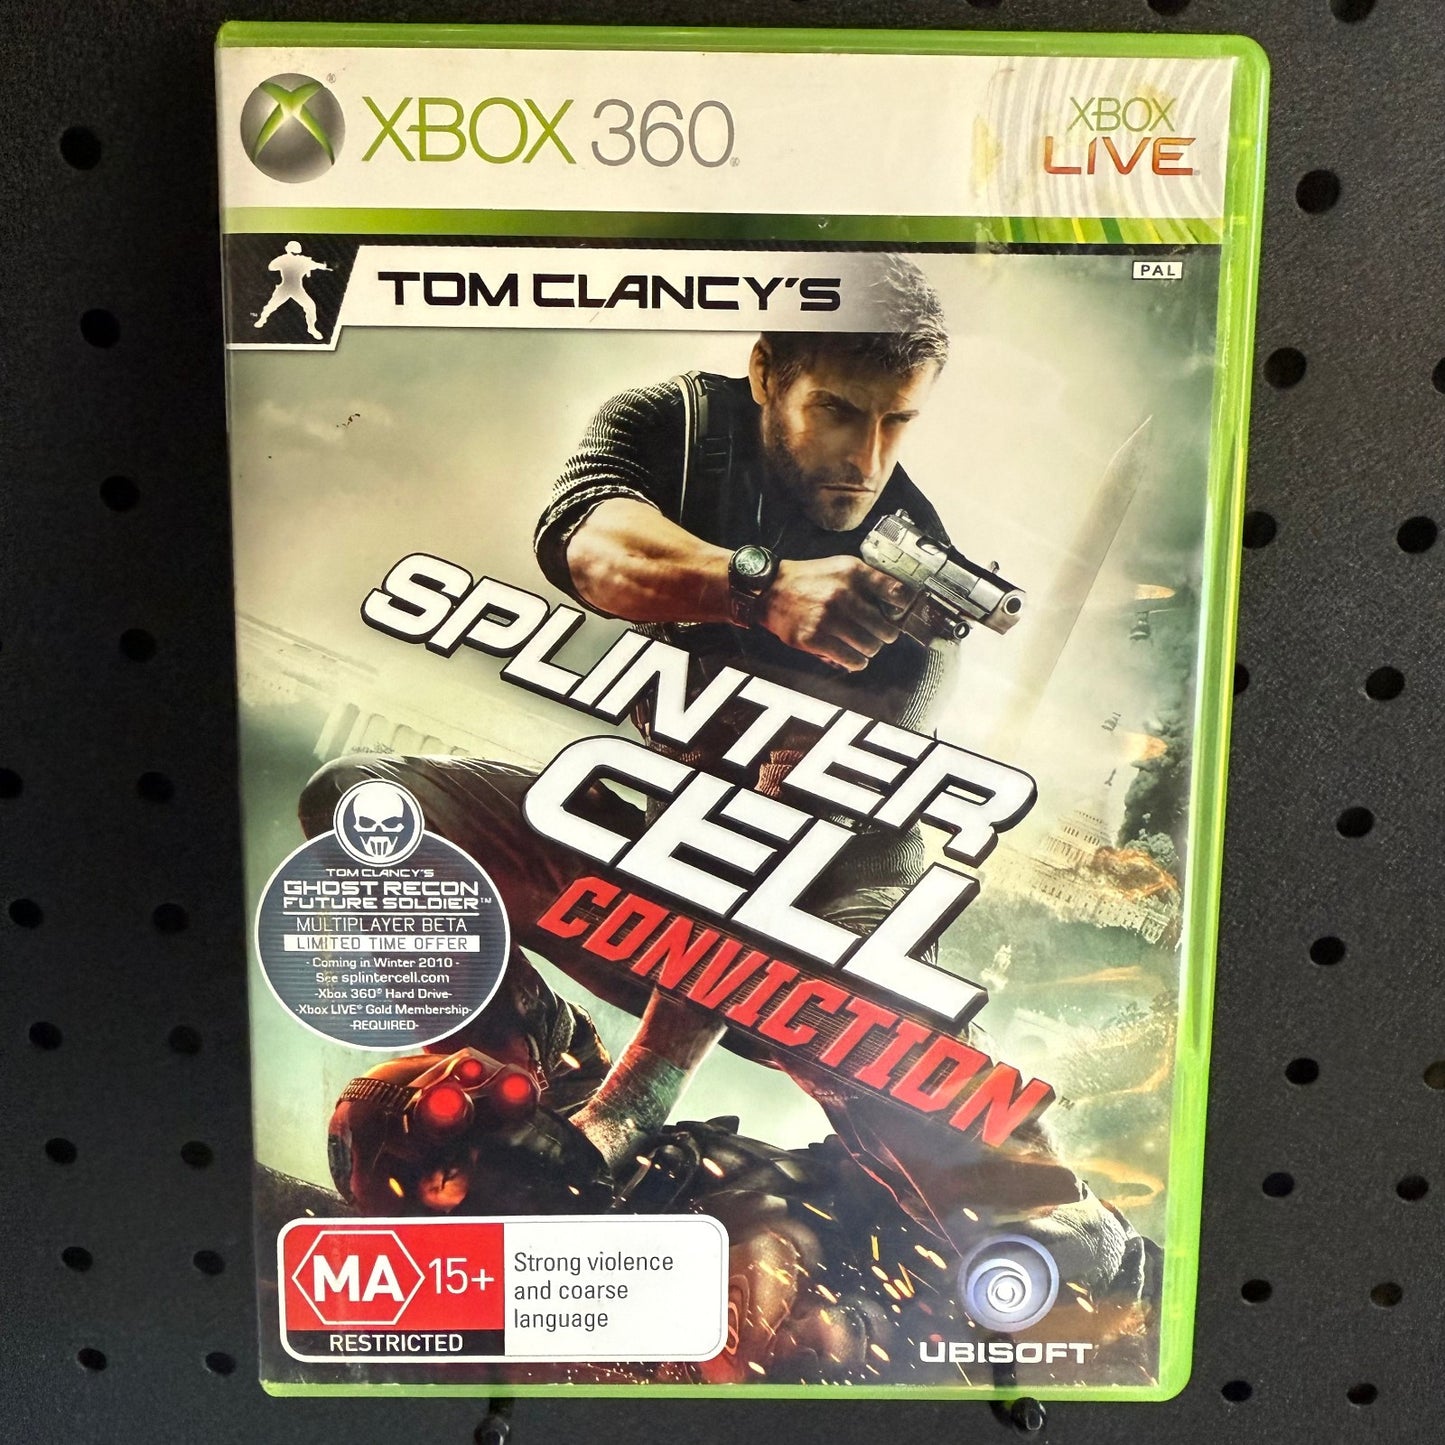 XBOX 360
XBOX
LIVE
PAL
TOM CLANCY'S
SPLINTER
CELL
CONVICTION™
TOM CLANCY'S
GHOST RECON
FUTURE SOLDIER™
MULTIPLAYER BETA
LIMITED TIME OFFER
- Coming in Winter 2010 -
See splintercell.com
-Xbox 360® Hard Drive-
-Xbox LIVE® Gold Membership-
-REQUIRED-
MA 15+
RESTRICTED
Strong violence
and coarse
language
UBISOFT